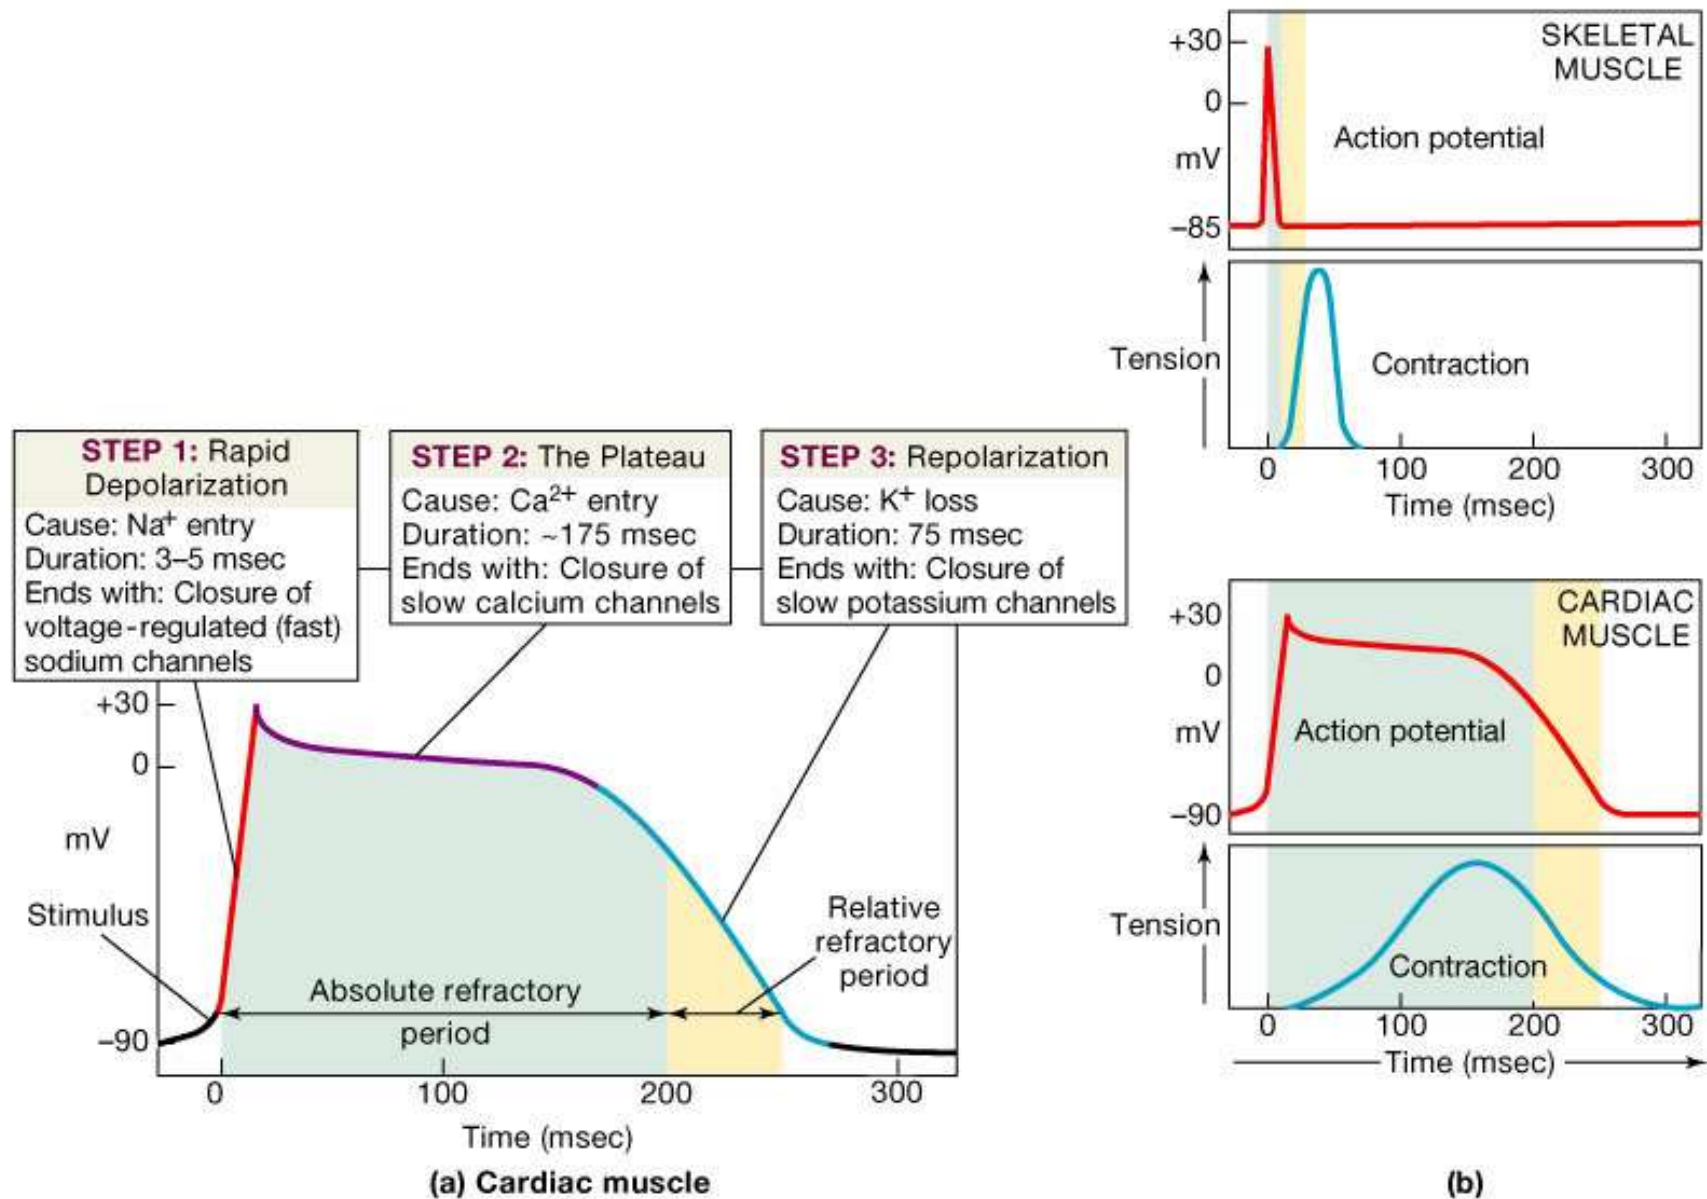 STEP 1: Rapid
Depolarization
Cause: Na⁺ entry
Duration: 3–5 msec
Ends with: Closure of
voltage-regulated (fast)
sodium channels
STEP 2: The Plateau
Cause: Ca²⁺ entry
Duration: ~175 msec
Ends with: Closure of
slow calcium channels
STEP 3: Repolarization
Cause: K⁺ loss
Duration: 75 msec
Ends with: Closure of
slow potassium channels
+30
0
mV
Stimulus
–90
Absolute refractory
period
Relative
refractory
period
0 100 200 300
Time (msec)
(a) Cardiac muscle
SKELETAL
MUSCLE
+30
0
mV
–85
Action potential
Tension
Contraction
0 100 200 300
Time (msec)
CARDIAC
MUSCLE
+30
0
mV
–90
Action potential
Tension
Contraction
0 100 200 300
Time (msec)
(b)